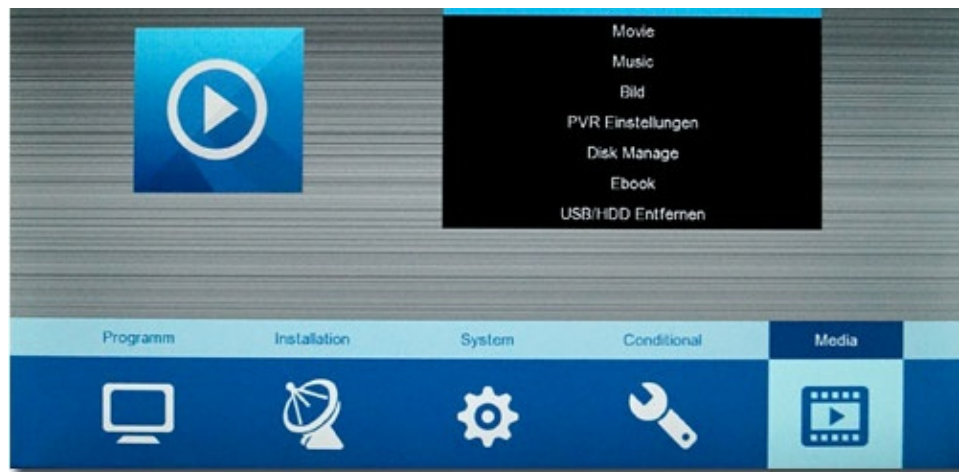 Movie
Music
Bild
PVR Einstellungen
Disk Manage
Ebook
USB/HDD Entfernen
Programm
Installation
System
Conditional
Media